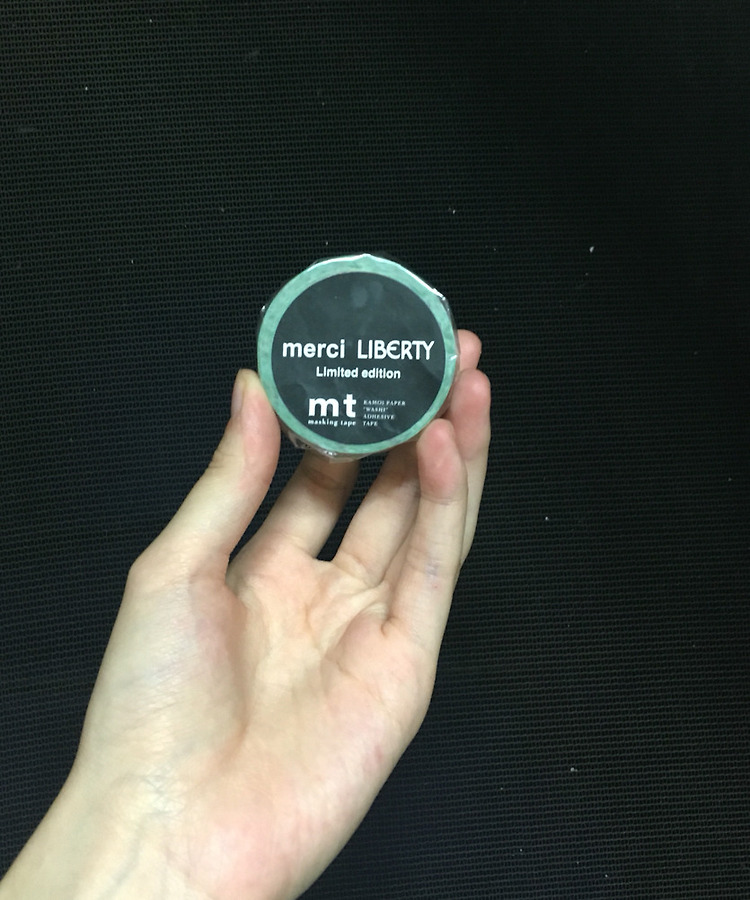 merci LIBERTY
Limited edition
mt
masking tape
KAMOI PAPER
"WASHI"
ADHESIVE
TAPE